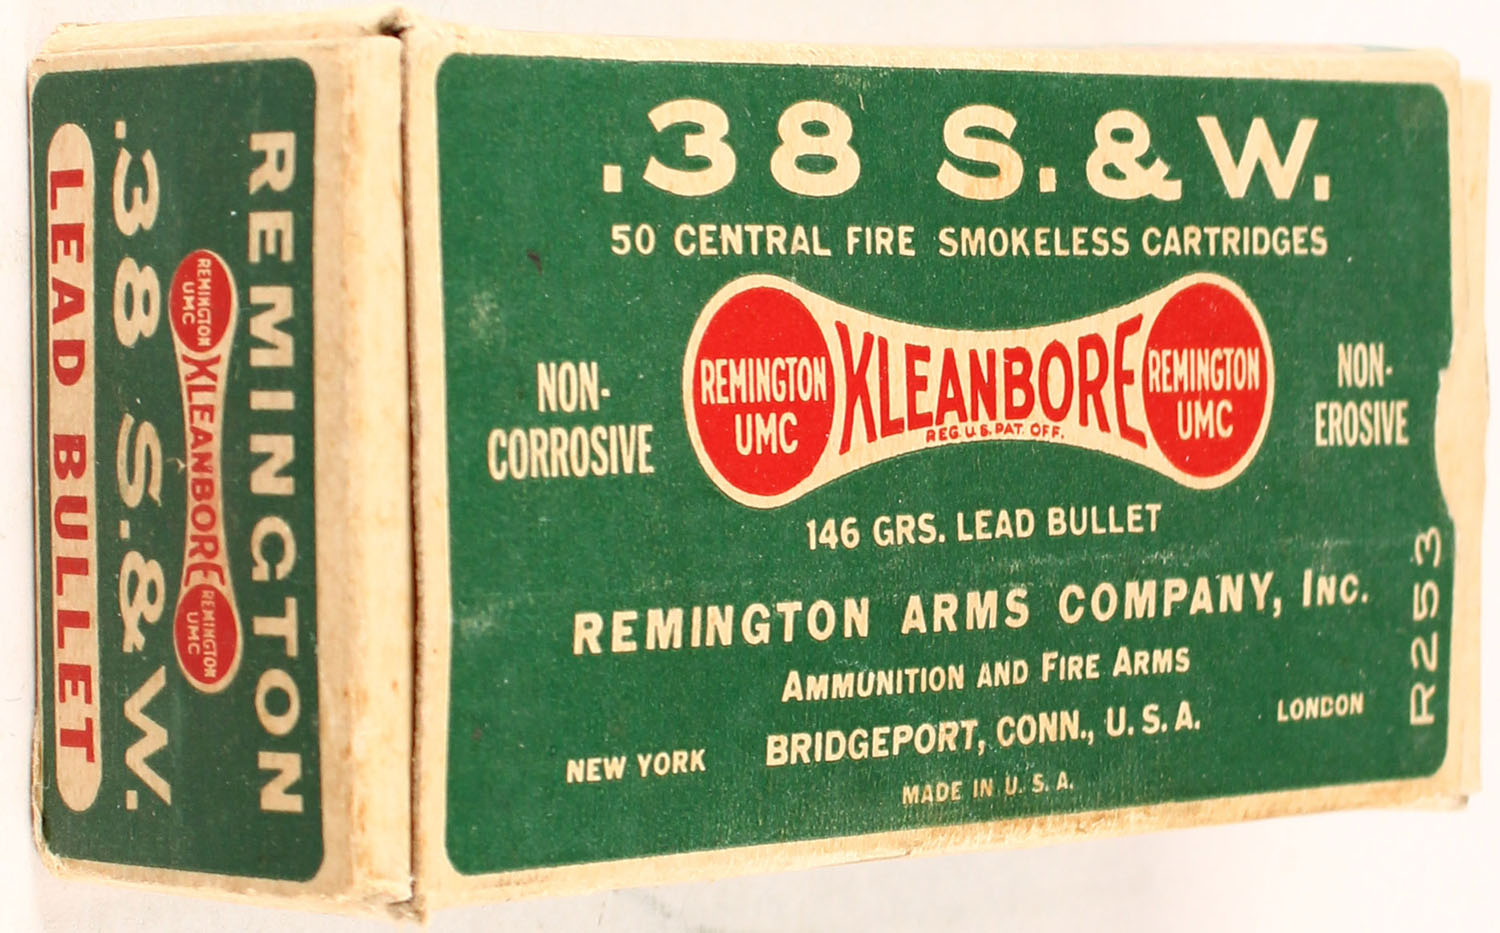 .38 S. & W.
50 CENTRAL FIRE SMOKELESS CARTRIDGES
NON-
CORROSIVE
REMINGTON
UMC
KLEANBORE
REG. U.S. PAT. OFF.
REMINGTON
UMC
NON-
EROSIVE
146 GRS. LEAD BULLET
REMINGTON ARMS COMPANY, INC.
AMMUNITION AND FIRE ARMS
BRIDGEPORT, CONN., U. S. A.
NEW YORK
LONDON
MADE IN U. S. A.
R253
REMINGTON
REMINGTON
UMC
KLEANBORE
REMINGTON
UMC
.38 S. & W.
LEAD BULLET